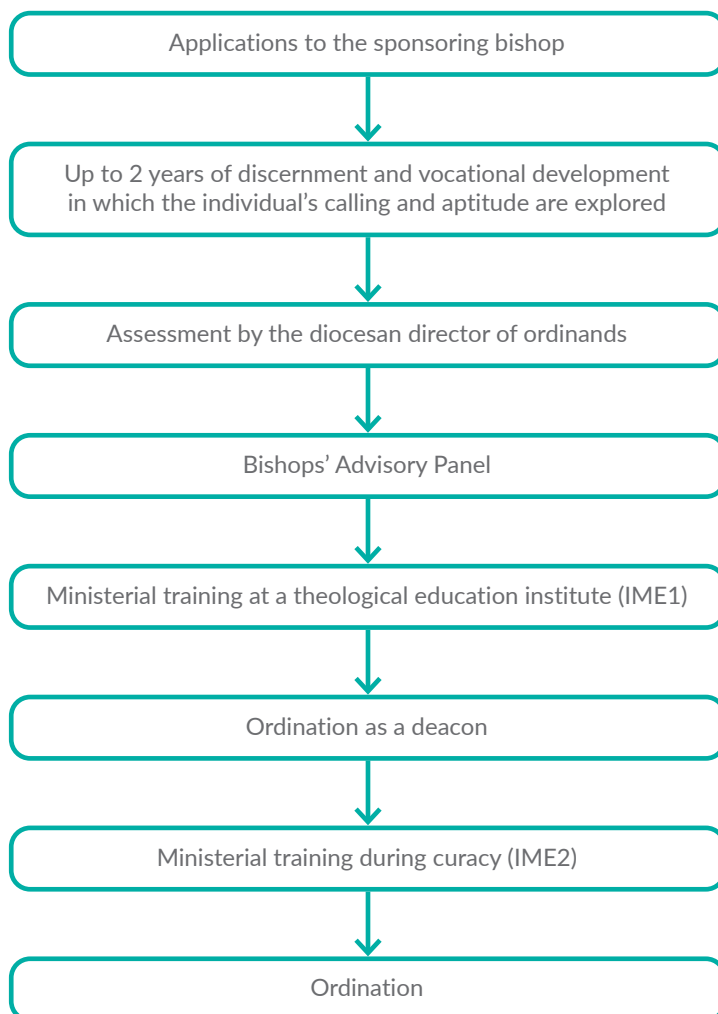 Applications to the sponsoring bishop
Up to 2 years of discernment and vocational development
in which the individual’s calling and aptitude are explored
Assessment by the diocesan director of ordinands
Bishops’ Advisory Panel
Ministerial training at a theological education institute (IME1)
Ordination as a deacon
Ministerial training during curacy (IME2)
Ordination